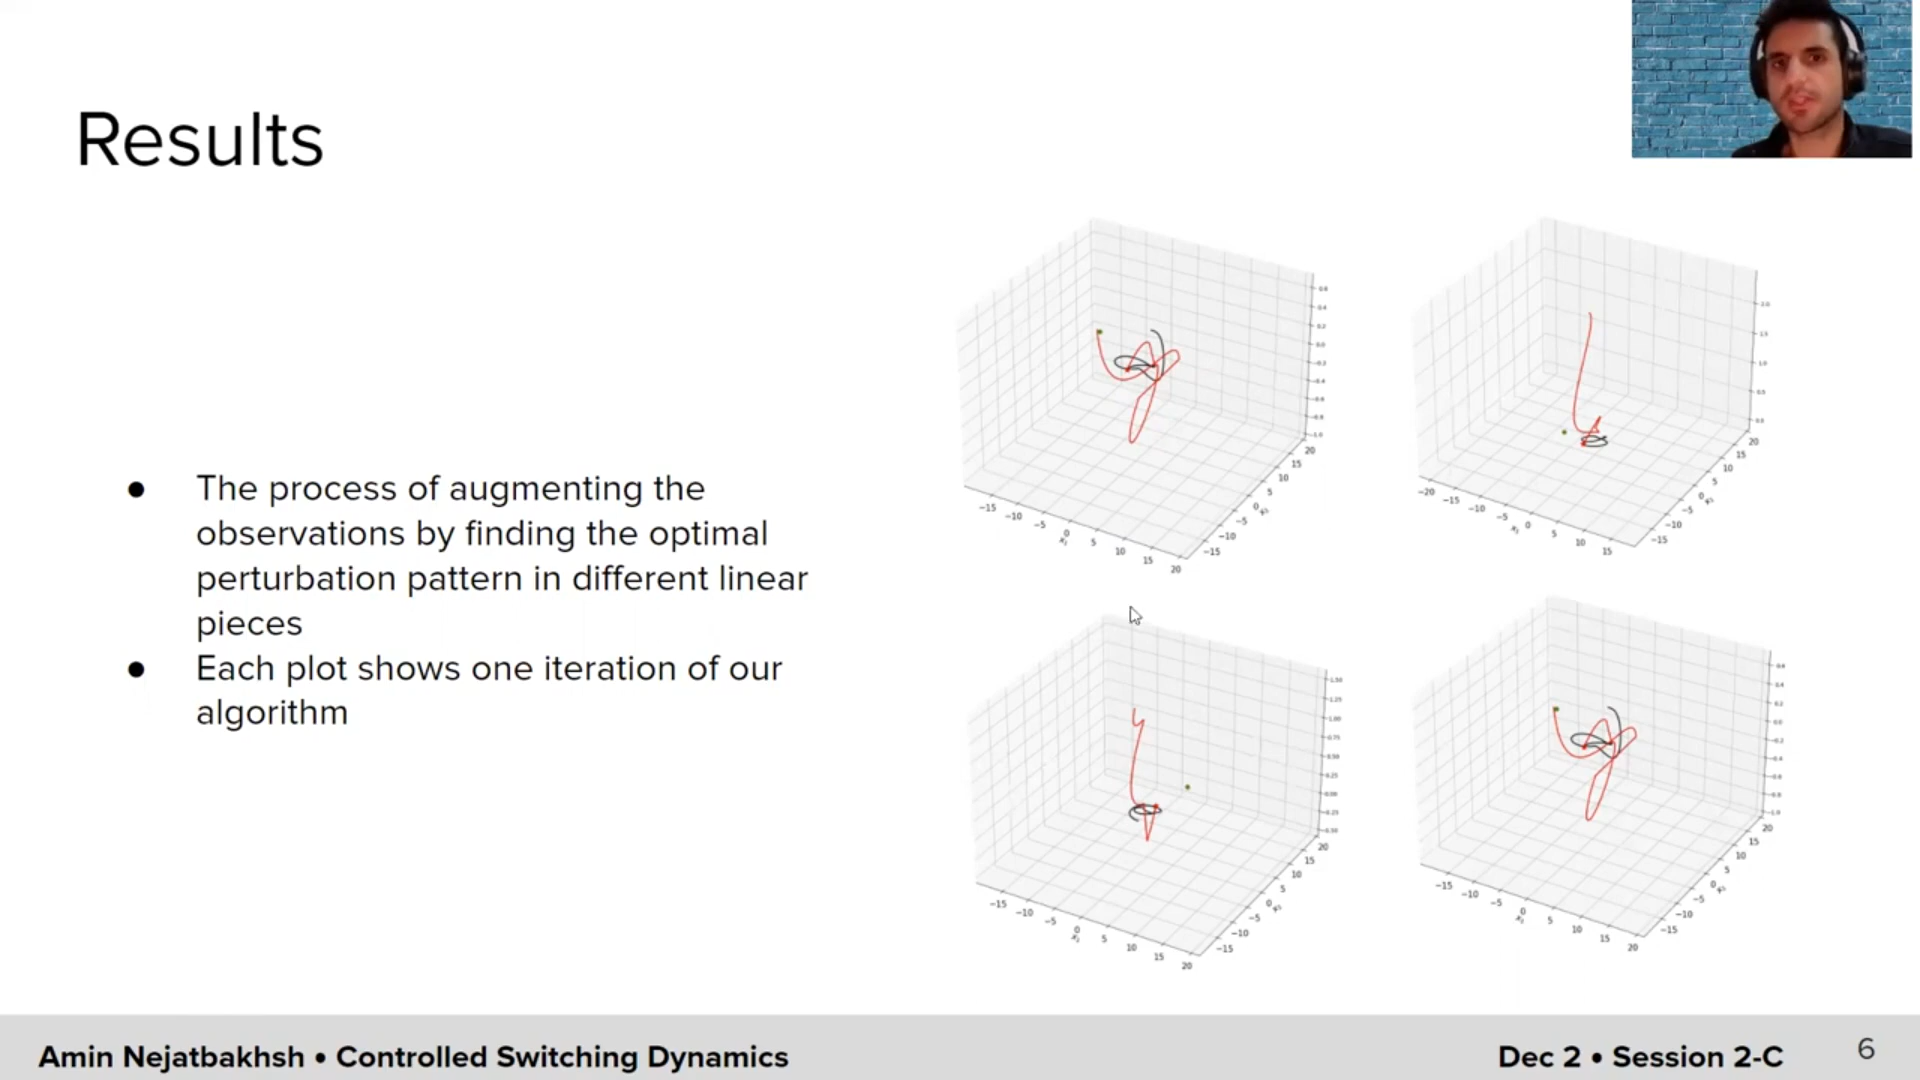 Results
The process of augmenting the
observations by finding the optimal
perturbation pattern in different linear
pieces
Each plot shows one iteration of our
algorithm
Amin Nejatbakhsh • Controlled Switching Dynamics
Dec 2 • Session 2-C
6